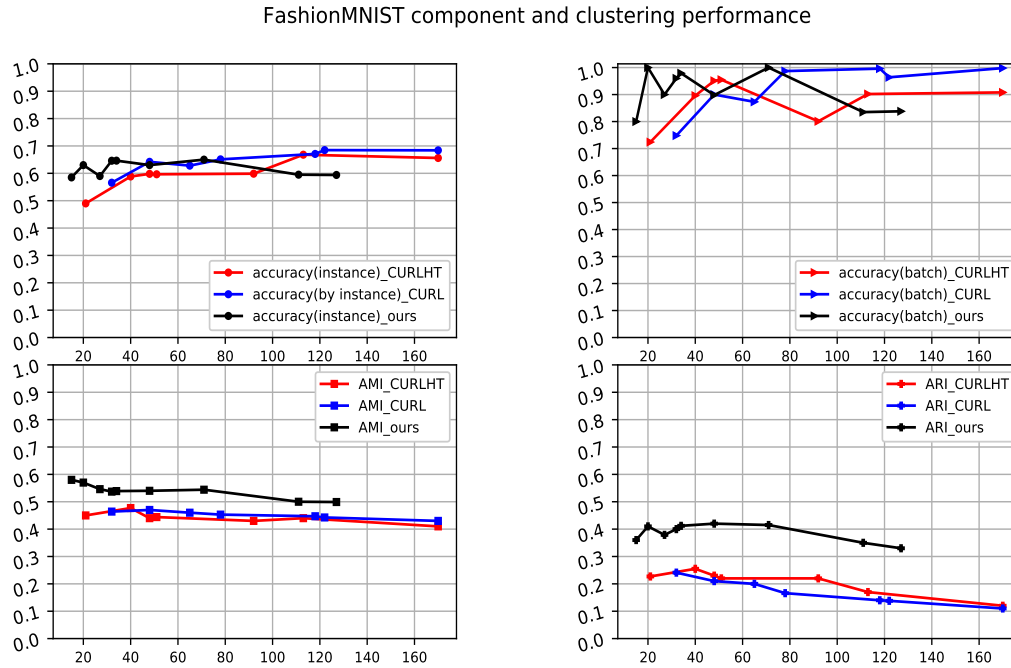 FashionMNIST component and clustering performance
1.0
0.9
0.8
0.7
0.6
0.5
0.4
0.3
0.2
0.1
0.0
accuracy(instance)_CURLHT
accuracy(by instance)_CURL
accuracy(instance)_ours
20 40 60 80 100 120 140 160
1.0
0.9
0.8
0.7
0.6
0.5
0.4
0.3
0.2
0.1
0.0
accuracy(batch)_CURLHT
accuracy(batch)_CURL
accuracy(batch)_ours
20 40 60 80 100 120 140 160
1.0
0.9
0.8
0.7
0.6
0.5
0.4
0.3
0.2
0.1
0.0
AMI_CURLHT
AMI_CURL
AMI_ours
20 40 60 80 100 120 140 160
1.0
0.9
0.8
0.7
0.6
0.5
0.4
0.3
0.2
0.1
0.0
ARI_CURLHT
ARI_CURL
ARI_ours
20 40 60 80 100 120 140 160